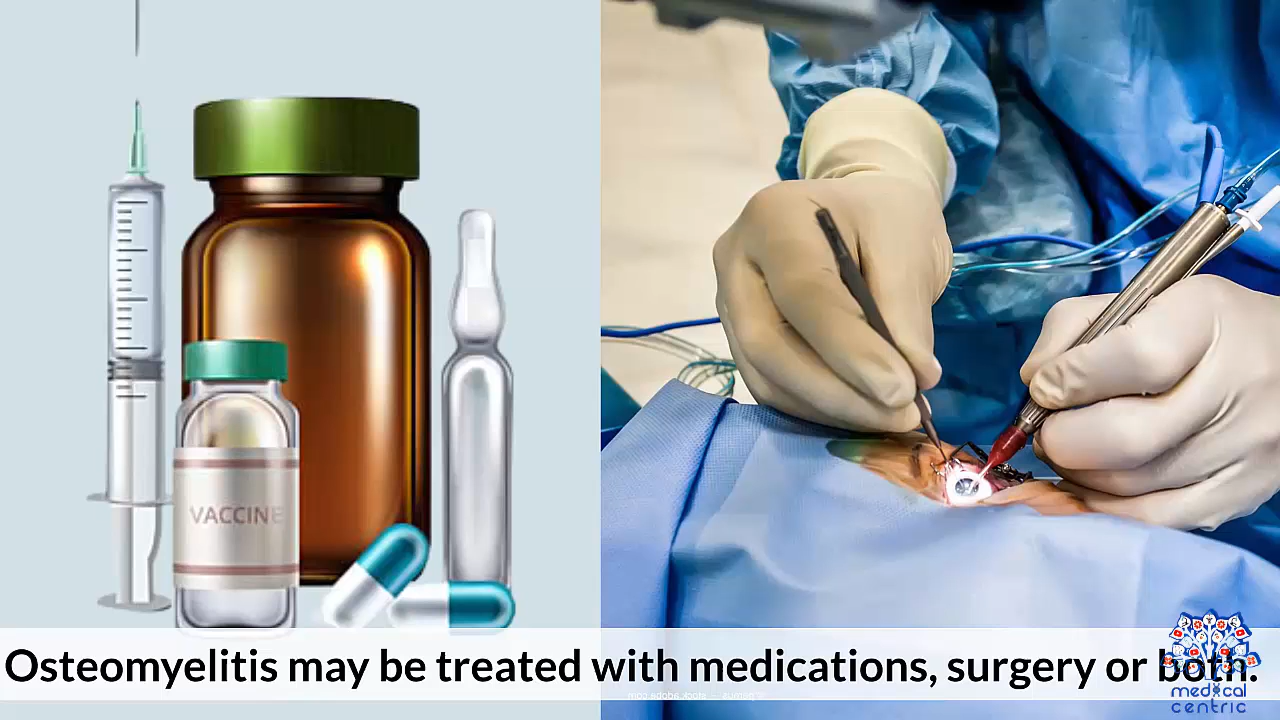 VACCINE
Osteomyelitis may be treated with medications, surgery or both.
medical
centric